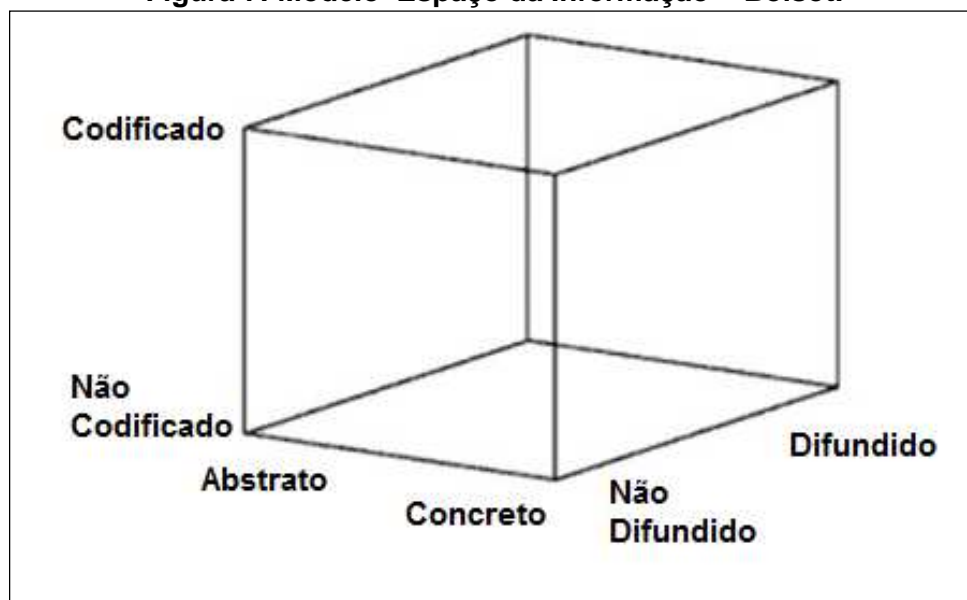 Codificado
Não
Codificado
Abstrato
Concreto
Não
Difundido
Difundido